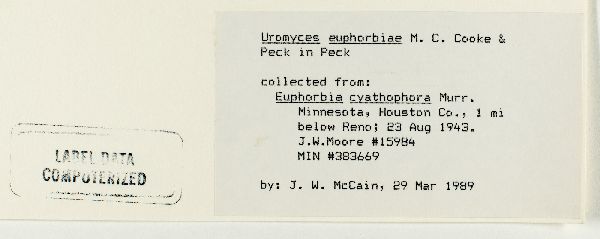 Uromyces euphorbiae M. C. Cooke &
Peck in Peck
collected from:
Euphorbia cyathophora Murr.
Minnesota, Houston Co., 1 mi
below Reno; 23 Aug 1943.
J.W.Moore #15984
MIN #383669
by: J. W. McCain, 29 Mar 1989
LABEL DATA
COMPUTERIZED